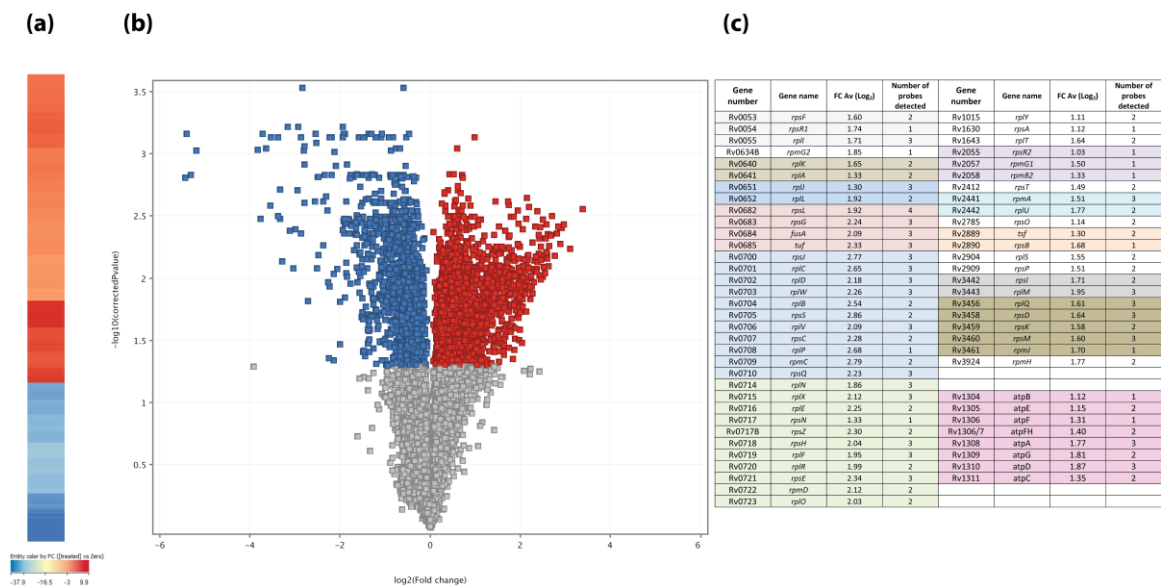 (a)
(b)
(c)
Entity color by FC ([treated] vs Zero)
-37.9 -16.5 -3 9.9
-log10(correctedPvalue)
3.5
3
2.5
2
1.5
1
0.5
-6 -4 -2 0 2 4 6
log2(Fold change)
Gene number Gene name FC Av (Log2) Number of probes detected Gene number Gene name FC Av (Log2) Number of probes detected
Rv0053 rpsF 1.60 2 Rv1015 rplY 1.11 2
Rv0054 rpsR1 1.74 1 Rv1630 rpsA 1.12 1
Rv0055 rplI 1.71 3 Rv1643 rplT 1.64 2
Rv0634B rpmG2 1.85 1 Rv2055 rpsR2 1.03 1
Rv0640 rplK 1.65 2 Rv2057 rpmG1 1.50 1
Rv0641 rplA 1.33 2 Rv2058 rpmB2 1.33 1
Rv0651 rplJ 1.30 3 Rv2412 rpsT 1.49 2
Rv0652 rplL 1.92 2 Rv2441 rpmA 1.51 3
Rv0682 rpsL 1.92 4 Rv2442 rplU 1.77 2
Rv0683 rpsG 2.24 3 Rv2785 rpsO 1.14 2
Rv0684 fusA 2.09 3 Rv2889 tsf 1.30 2
Rv0685 tuf 2.33 3 Rv2890 rpsB 1.68 1
Rv0700 rpsJ 2.77 3 Rv2904 rplS 1.55 2
Rv0701 rplC 2.65 3 Rv2909 rpsP 1.51 2
Rv0702 rplD 2.18 3 Rv3442 rpsI 1.71 2
Rv0703 rplW 2.26 3 Rv3443 rplM 1.95 3
Rv0704 rplB 2.54 2 Rv3456 rplQ 1.61 3
Rv0705 rpsS 2.86 2 Rv3458 rpsD 1.64 3
Rv0706 rplV 2.09 3 Rv3459 rpsK 1.58 2
Rv0707 rpsC 2.28 2 Rv3460 rpsM 1.60 3
Rv0708 rplP 2.68 1 Rv3461 rpmJ 1.70 1
Rv0709 rpmC 2.79 2 Rv3924 rpmH 1.77 2
Rv0710 rpsQ 2.23 3
Rv0714 rplN 1.86 3
Rv0715 rplX 2.12 3 Rv1304 atpB 1.12 1
Rv0716 rplE 2.25 2 Rv1305 atpE 1.15 2
Rv0717 rpsN 1.33 1 Rv1306 atpF 1.31 1
Rv0717B rpsZ 2.30 2 Rv1306/7 atpFH 1.40 2
Rv0718 rpsH 2.04 3 Rv1308 atpA 1.77 3
Rv0719 rplF 1.95 3 Rv1309 atpG 1.81 2
Rv0720 rplR 1.99 2 Rv1310 atpD 1.87 3
Rv0721 rpsE 2.34 3 Rv1311 atpC 1.35 2
Rv0722 rpmD 2.12 2
Rv0723 rplO 2.03 2